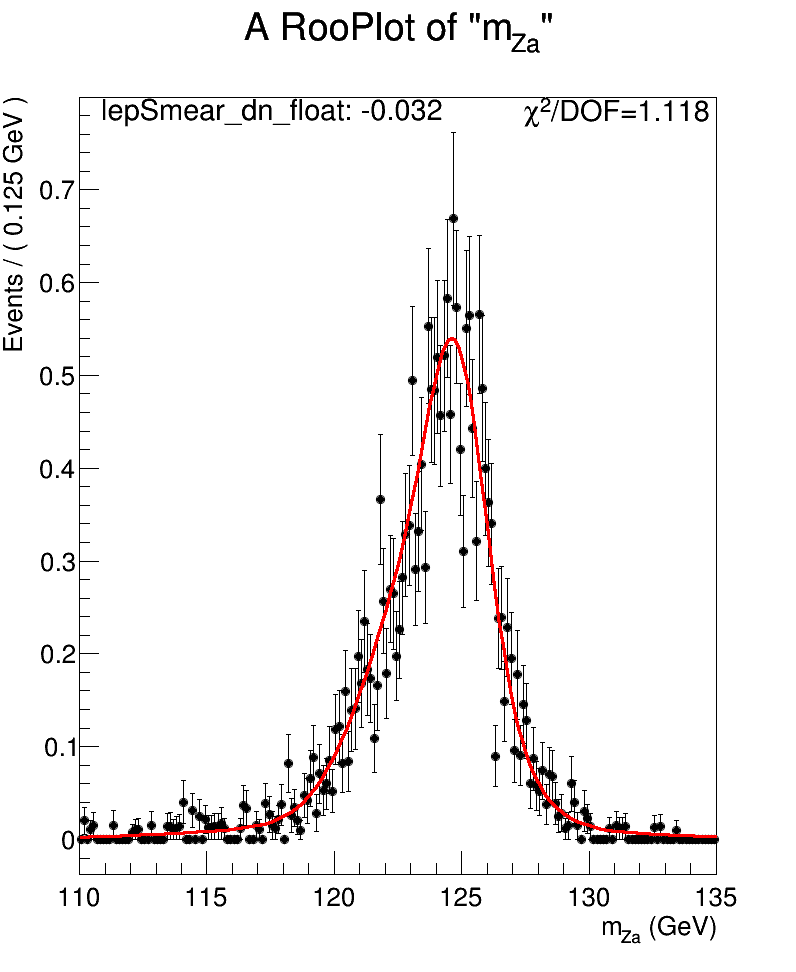 A RooPlot of "m_Za"
lepSmear_dn_float: -0.032
χ²/DOF=1.118
Events / ( 0.125 GeV )
0.7
0.6
0.5
0.4
0.3
0.2
0.1
0
110 115 120 125 130 135
m_Za (GeV)